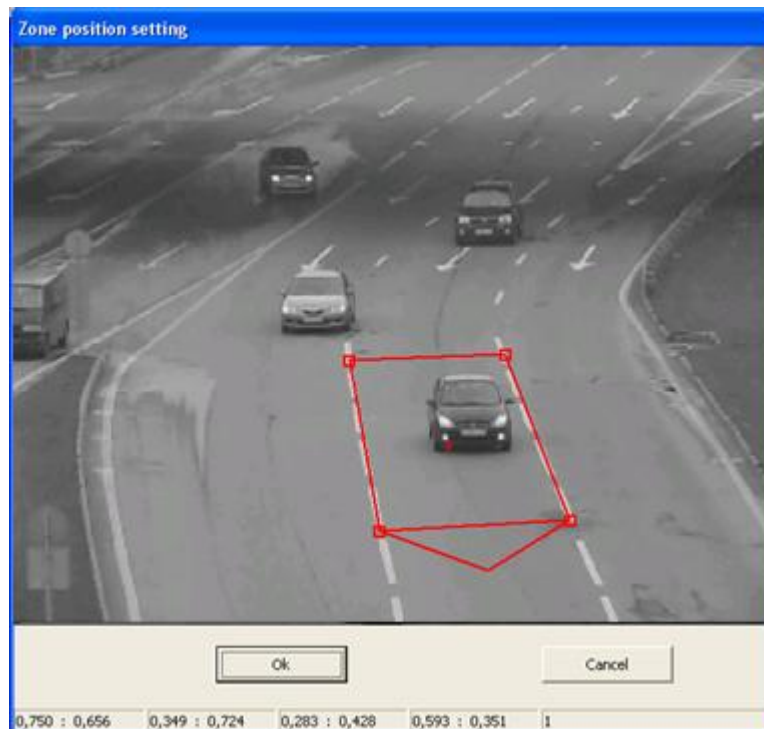 Zone position setting
Ok
Cancel
0,750 : 0,656
0,349 : 0,724
0,283 : 0,428
0,593 : 0,351
1